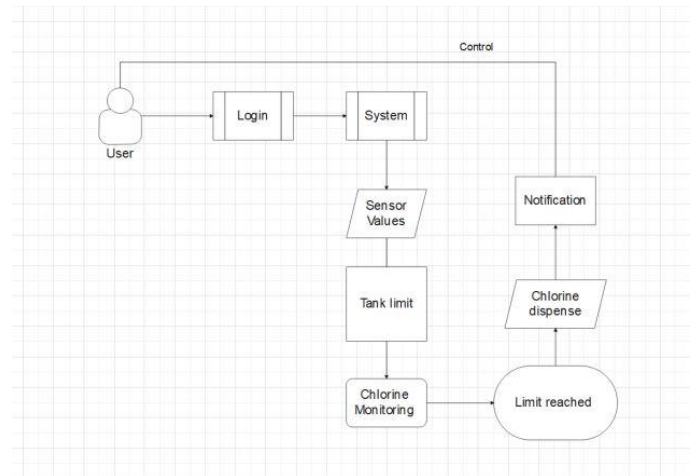 Control
Login
System
User
Sensor
Values
Notification
Tank limit
Chlorine
dispense
Chlorine
Monitoring
Limit reached